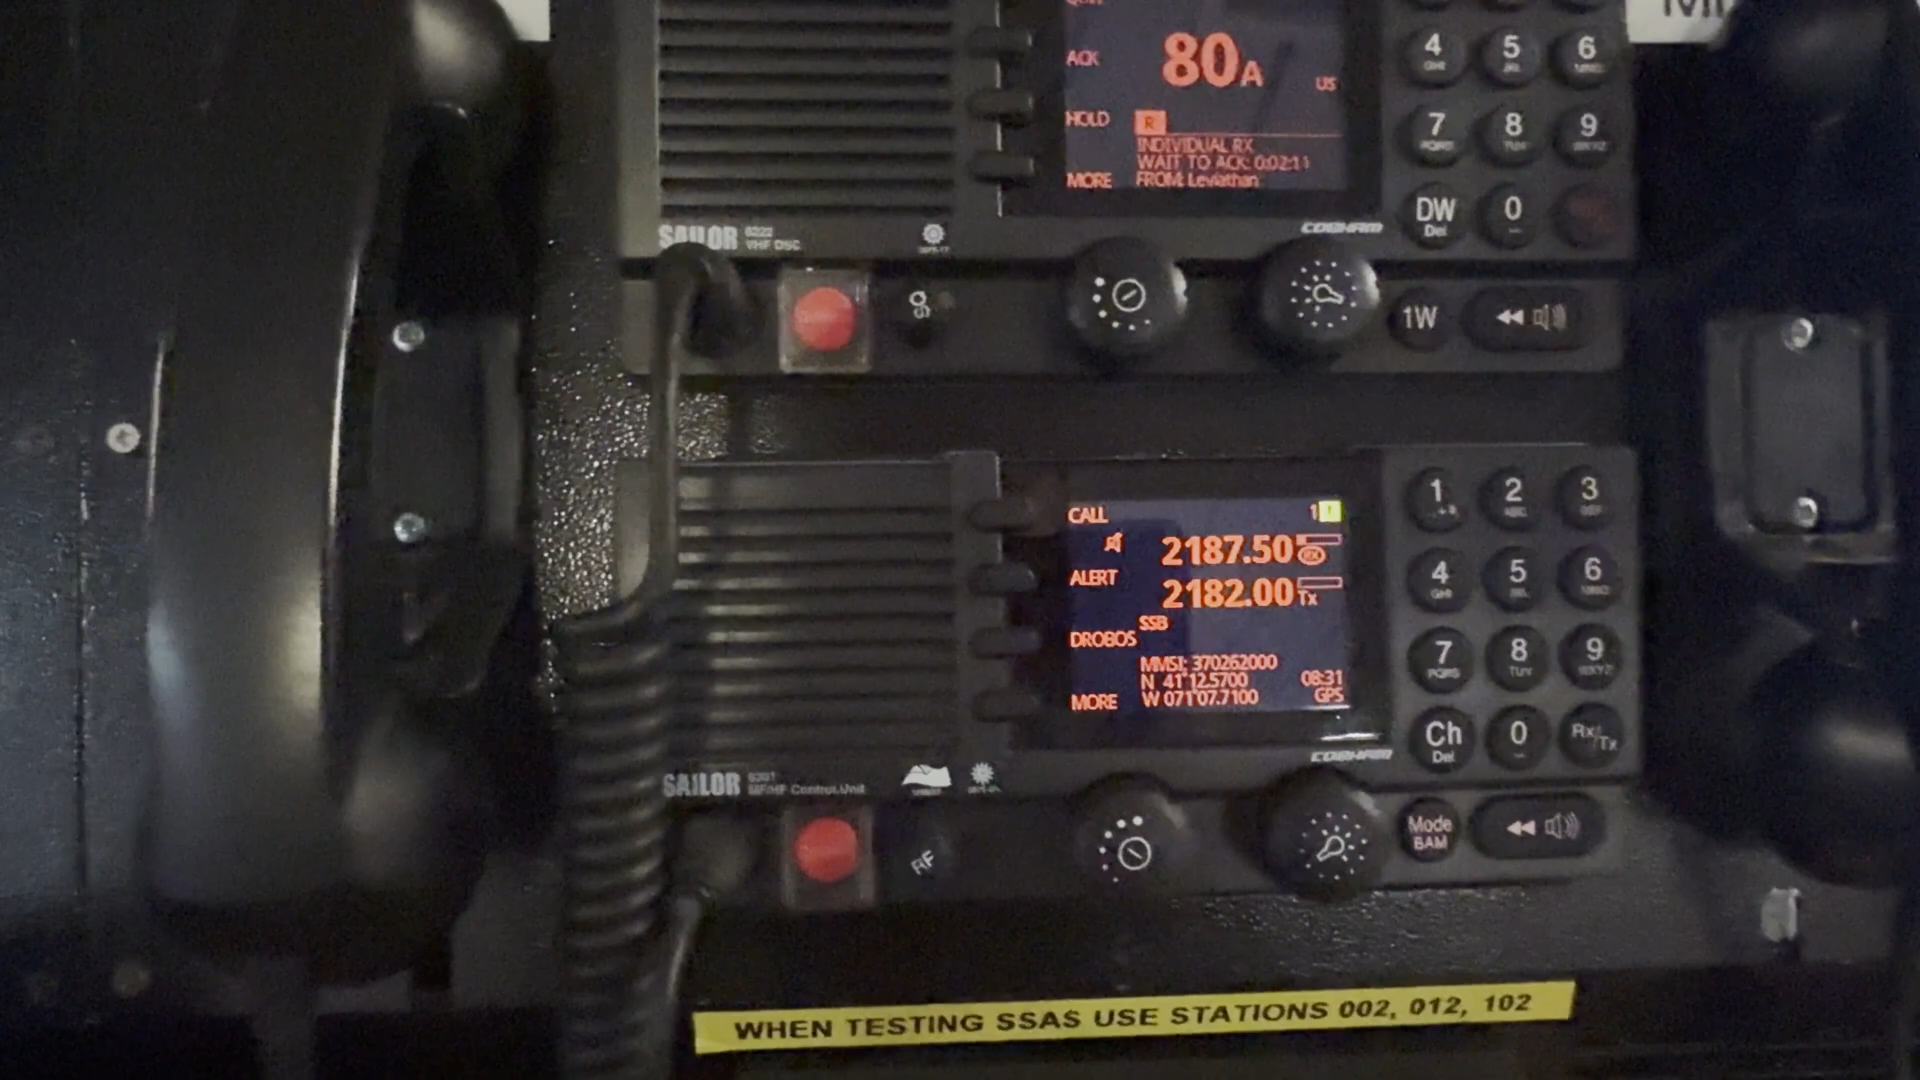 ACK
80A
US
4 5 6
HOLD
R
INDIVIDUAL RX
WAIT TO ACK: 0:02:11
MORE
FROM: Leviathan
7 8 9
PQRS TUV WXYZ
DW
Del
0
SAILOR 6222
VHF DSC
COBHAM
1W
CALL
2187.50
RX
ALERT
2182.00
Tx
SSB
DROBOS
MMSI: 370262000
N 41°12.5700 08:31
MORE
W 071°07.7100 GPS
1 2 3
ABC DEF
4 5 6
GHI JKL MNO
7 8 9
PQRS TUV WXYZ
Ch
Del
0
Rx/Tx
SAILOR 6301
MF/HF Control Unit
COBHAM
RF
Mode
BAM
WHEN TESTING SSAS USE STATIONS 002, 012, 102